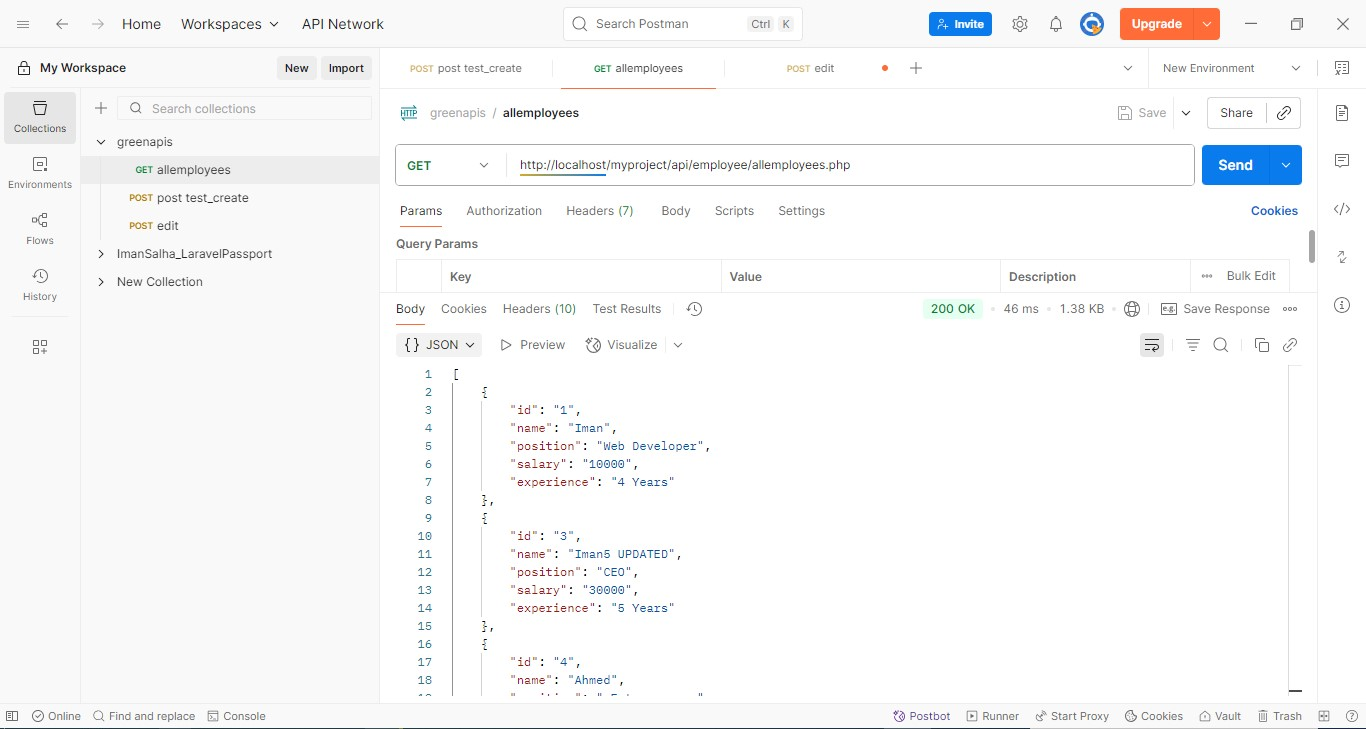 Home Workspaces API Network Search Postman Ctrl K Invite Upgrade
My Workspace New Import
POST post test_create GET allemployees POST edit New Environment
Collections
Environments
Flows
History
Search collections
greenapis
GET allemployees
POST post test_create
POST edit
ImanSalha_LaravelPassport
New Collection
HTTP greenapis / allemployees Save Share
GET http://localhost/myproject/api/employee/allemployees.php Send
Params Authorization Headers (7) Body Scripts Settings Cookies
Query Params
Key Value Description Bulk Edit
Body Cookies Headers (10) Test Results 200 OK 46 ms 1.38 KB e.g. Save Response
{} JSON Preview Visualize
1 [
2 {
3 "id": "1",
4 "name": "Iman",
5 "position": "Web Developer",
6 "salary": "10000",
7 "experience": "4 Years"
8 },
9 {
10 "id": "3",
11 "name": "Iman5 UPDATED",
12 "position": "CEO",
13 "salary": "30000",
14 "experience": "5 Years"
15 },
16 {
17 "id": "4",
18 "name": "Ahmed",
Online Find and replace Console Postbot Runner Start Proxy Cookies Vault Trash